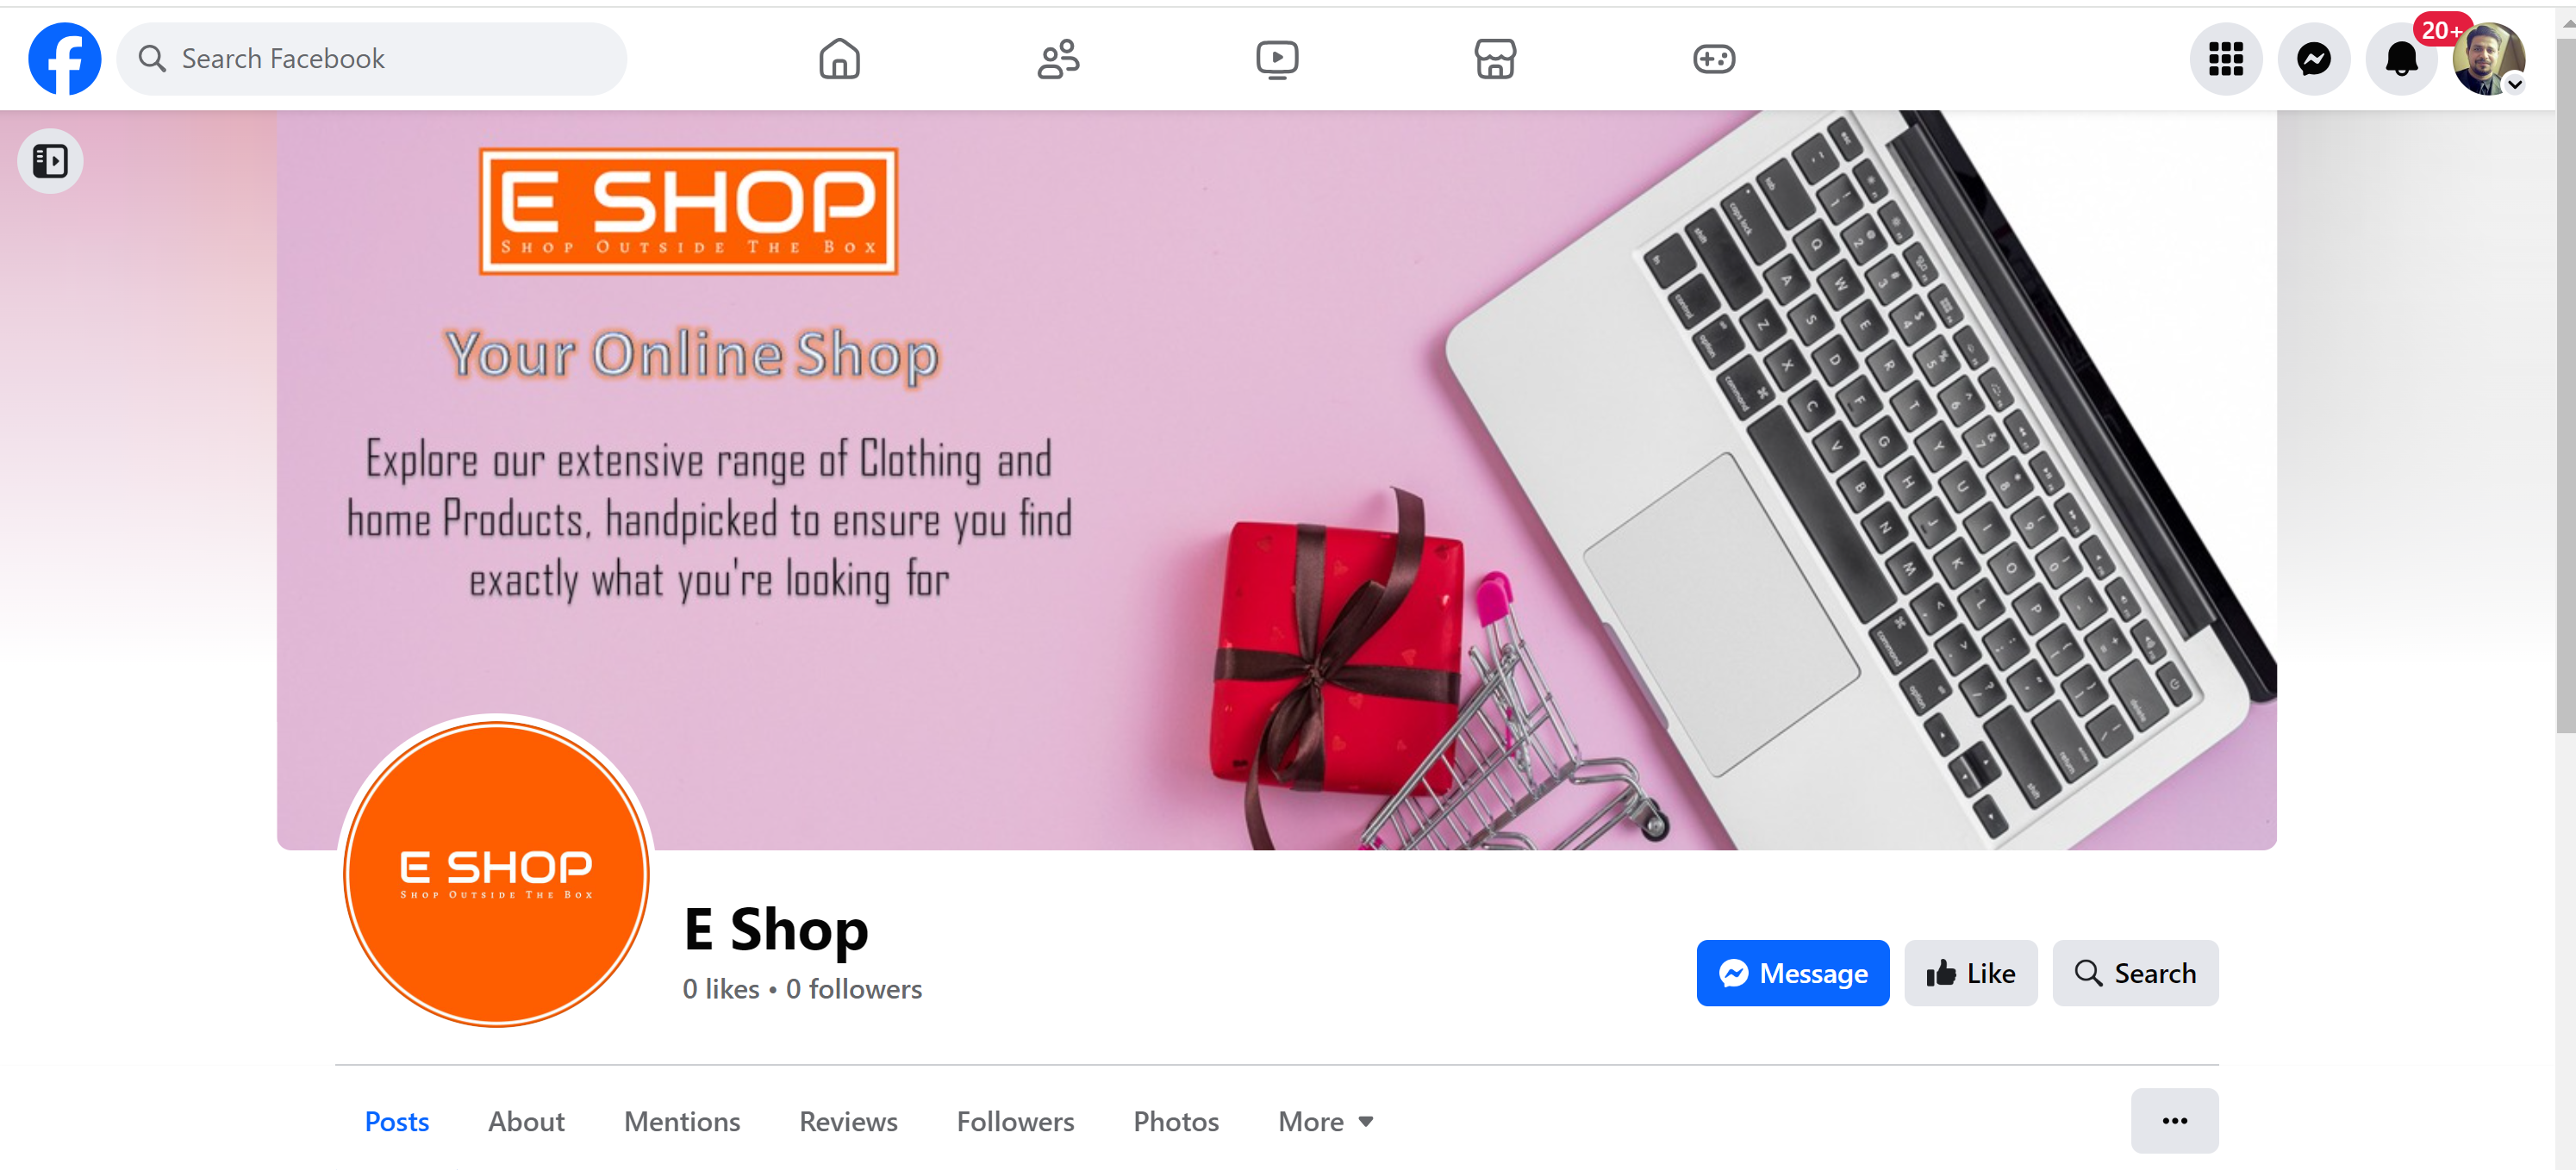 Search Facebook
20+
E SHOP
SHOP OUTSIDE THE BOX
Your Online Shop
Explore our extensive range of Clothing and
home Products, handpicked to ensure you find
exactly what you're looking for
E SHOP
SHOP OUTSIDE THE BOX
E Shop
0 likes • 0 followers
Message
Like
Search
Posts
About
Mentions
Reviews
Followers
Photos
More